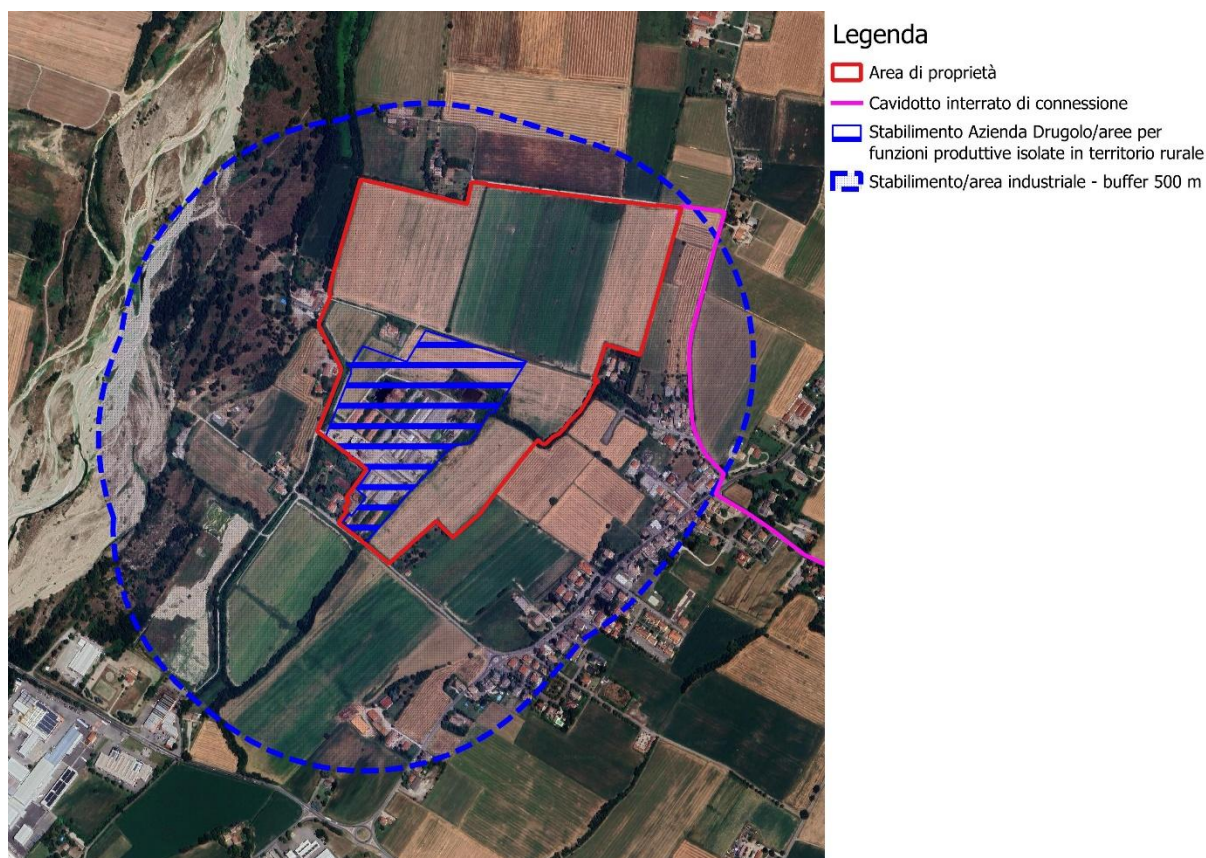 Legenda
Area di proprietà
Cavidotto interrato di connessione
Stabilimento Azienda Drugolo/aree per
funzioni produttive isolate in territorio rurale
Stabilimento/area industriale - buffer 500 m